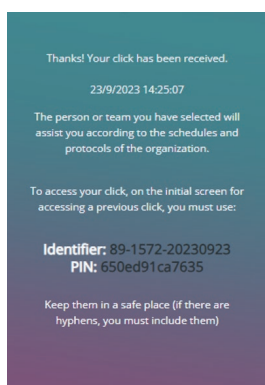 Thanks! Your click has been received.
23/9/2023 14:25:07
The person or team you have selected will
assist you according to the schedules and
protocols of the organization.
To access your click, on the initial screen for
accessing a previous click, you must use:
Identifier: 89-1572-20230923
PIN: 650ed91ca7635
Keep them in a safe place (if there are
hyphens, you must include them)